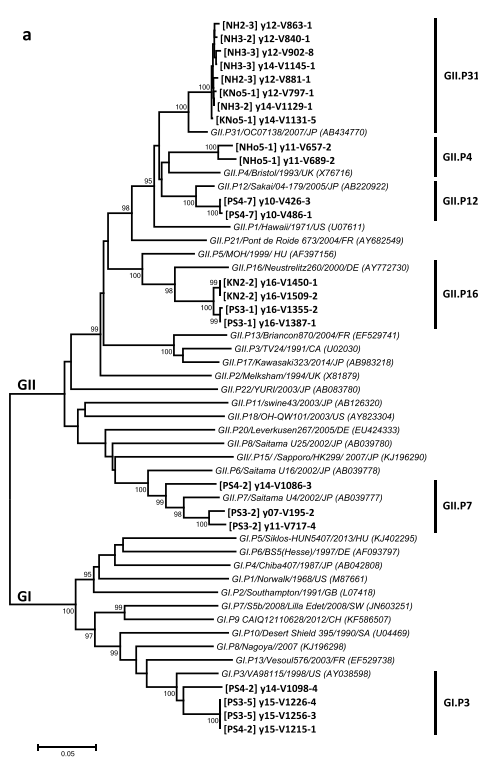 a
[NH2-3] y12-V863-1
[NH3-2] y12-V840-1
[NH3-3] y12-V902-8
[NH3-3] y14-V1145-1
GII.P31
[NH2-3] y12-V881-1
[KNo5-1] y12-V797-1
100
[NH3-2] y14-V1129-1
[KNo5-1] y14-V1131-5
GII.P31/OC07138/2007/JP (AB434770)
100
[NHo5-1] y11-V657-2
[NHo5-1] y11-V689-2
GII.P4
GII.P4/Bristol/1993/UK (X76716)
95
GII.P12/Sakai/04-179/2005/JP (AB220922)
100
[PS4-7] y10-V426-3
GII.P12
100
[PS4-7] y10-V486-1
98
GII.P1/Hawaii/1971/US (U07611)
GII.P21/Pont de Roide 673/2004/FR (AY682549)
GII.P5/MOH/1999/ HU (AF397156)
100
GII.P16/Neustrelitz260/2000/DE (AY772730)
98
99
[KN2-2] y16-V1450-1
[KN2-2] y16-V1509-2
GII.P16
100
[PS3-1] y16-V1355-2
99
[PS3-1] y16-V1387-1
99
GII.P13/Briancon870/2004/FR (EF529741)
GII.P3/TV24/1991/CA (U02030)
GII.P17/Kawasaki323/2014/JP (AB983218)
GII.P2/Melksham/1994/UK (X81879)
GII
GII.P22/YURI/2003/JP (AB083780)
GII.P11/swine43/2003/JP (AB126320)
GII.P18/OH-QW101/2003/US (AY823304)
GII.P20/Leverkusen267/2005/DE (EU424333)
GII.P8/Saitama U25/2002/JP (AB039780)
GII/.P15/ /Sapporo/HK299/ 2007/JP (KJ196290)
GII.P6/Saitama U16/2002/JP (AB039778)
100
[PS4-2] y14-V1086-3
100
GII.P7/Saitama U4/2002/JP (AB039777)
GII.P7
98
[PS3-2] y07-V195-2
100
[PS3-2] y11-V717-4
GI.P5/Siklos-HUN5407/2013/HU (KJ402295)
GI.P6/BS5(Hesse)/1997/DE (AF093797)
GI.P4/Chiba407/1987/JP (AB042808)
95
GI.P1/Norwalk/1968/US (M87661)
GI.P2/Southampton/1991/GB (L07418)
GI
100
99
GI.P7/S5b/2008/Lilla Edet/2008/SW (JN603251)
GI.P9 CAIQ12110628/2012/CH (KF586507)
97
GI.P10/Desert Shield 395/1990/SA (U04469)
99
GI.P8/Nagoya//2007 (KJ196298)
GI.P13/Vesoul576/2003/FR (EF529738)
GI.P3/VA98115/1998/US (AY038598)
100
[PS4-2] y14-V1098-4
[PS3-5] y15-V1226-4
GI.P3
[PS3-5] y15-V1256-3
100
[PS4-2] y15-V1215-1
0.05